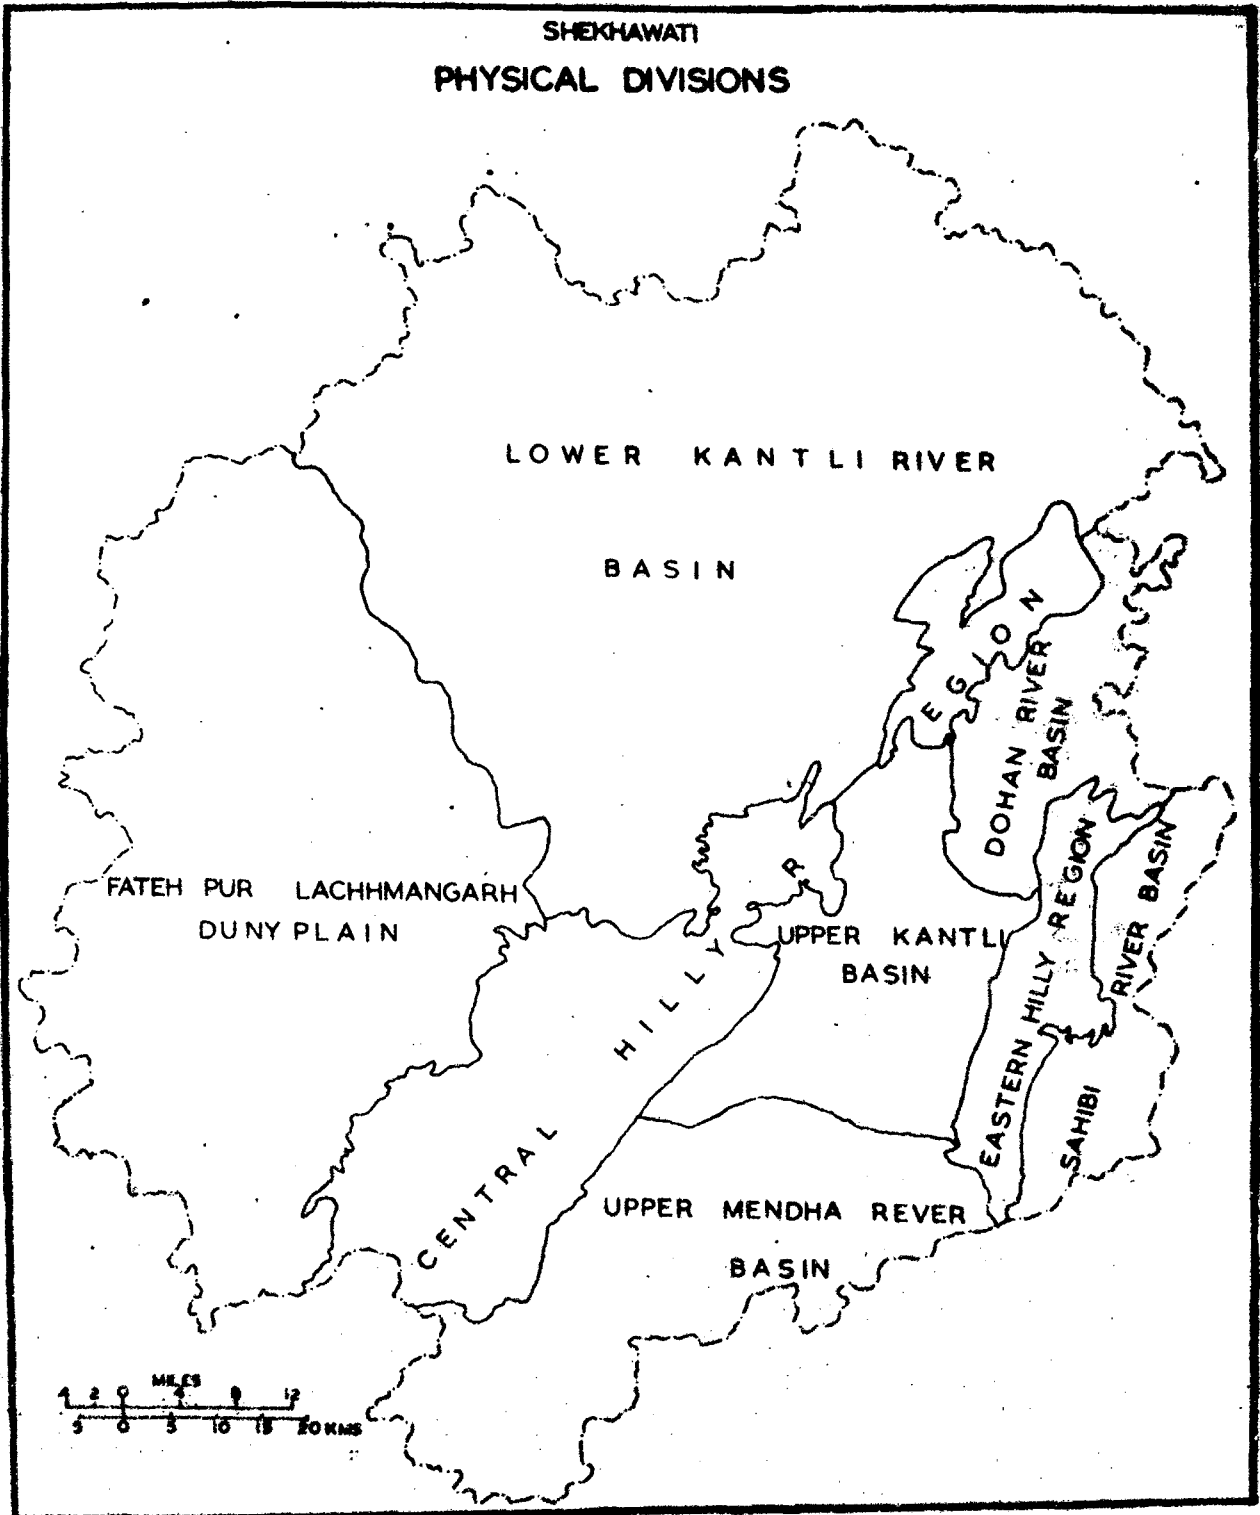 SHEKHAWATI
PHYSICAL DIVISIONS
LOWER KANTLI RIVER
BASIN
CENTRAL HILLY REGION
DOHAN RIVER
BASIN
FATEH PUR LACHHMANGARH
DUNY PLAIN
UPPER KANTLI
BASIN
EASTERN HILLY REGION
SAHIBI RIVER BASIN
UPPER MENDHA REVER
BASIN
MILES
4 2 0 4 8 12
5 0 5 10 15 20 KMS